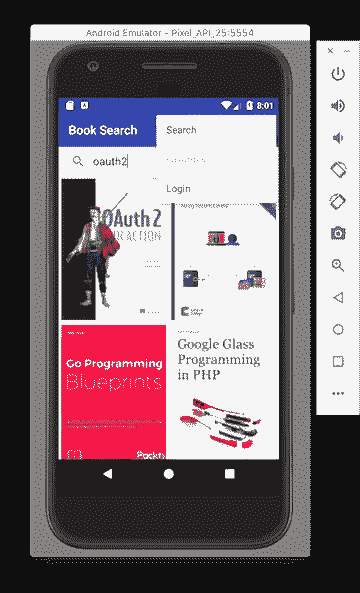 Android Emulator - Pixel_API_25:5554
8:01
Book Search
Search
oauth2
Login
OAuth 2
IN ACTION
Go Programming
Blueprints
Packt
Google Glass
Programming
in PHP